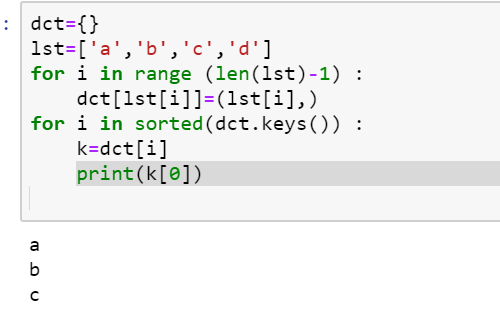 :
dct={}
lst=['a','b','c','d']
for i in range (len(lst)-1) :
    dct[lst[i]]=(lst[i],)
for i in sorted(dct.keys()) :
    k=dct[i]
    print(k[0])
a
b
c